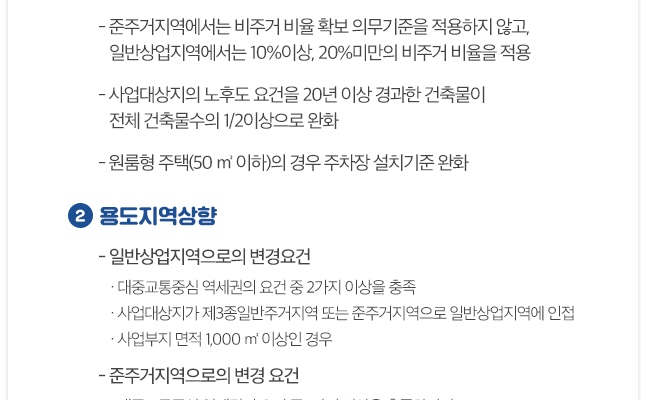 - 준주거지역에서는 비주거 비율 확보 의무기준을 적용하지 않고,
일반상업지역에서는 10%이상, 20%미만의 비주거 비율을 적용
- 사업대상지의 노후도 요건을 20년 이상 경과한 건축물이
전체 건축물수의 1/2이상으로 완화
- 원룸형 주택(50 ㎡ 이하)의 경우 주차장 설치기준 완화
2 용도지역상향
- 일반상업지역으로의 변경요건
· 대중교통중심 역세권의 요건 중 2가지 이상을 충족
· 사업대상지가 제3종일반주거지역 또는 준주거지역으로 일반상업지역에 인접
· 사업부지 면적 1,000 ㎡ 이상인 경우
- 준주거지역으로의 변경 요건